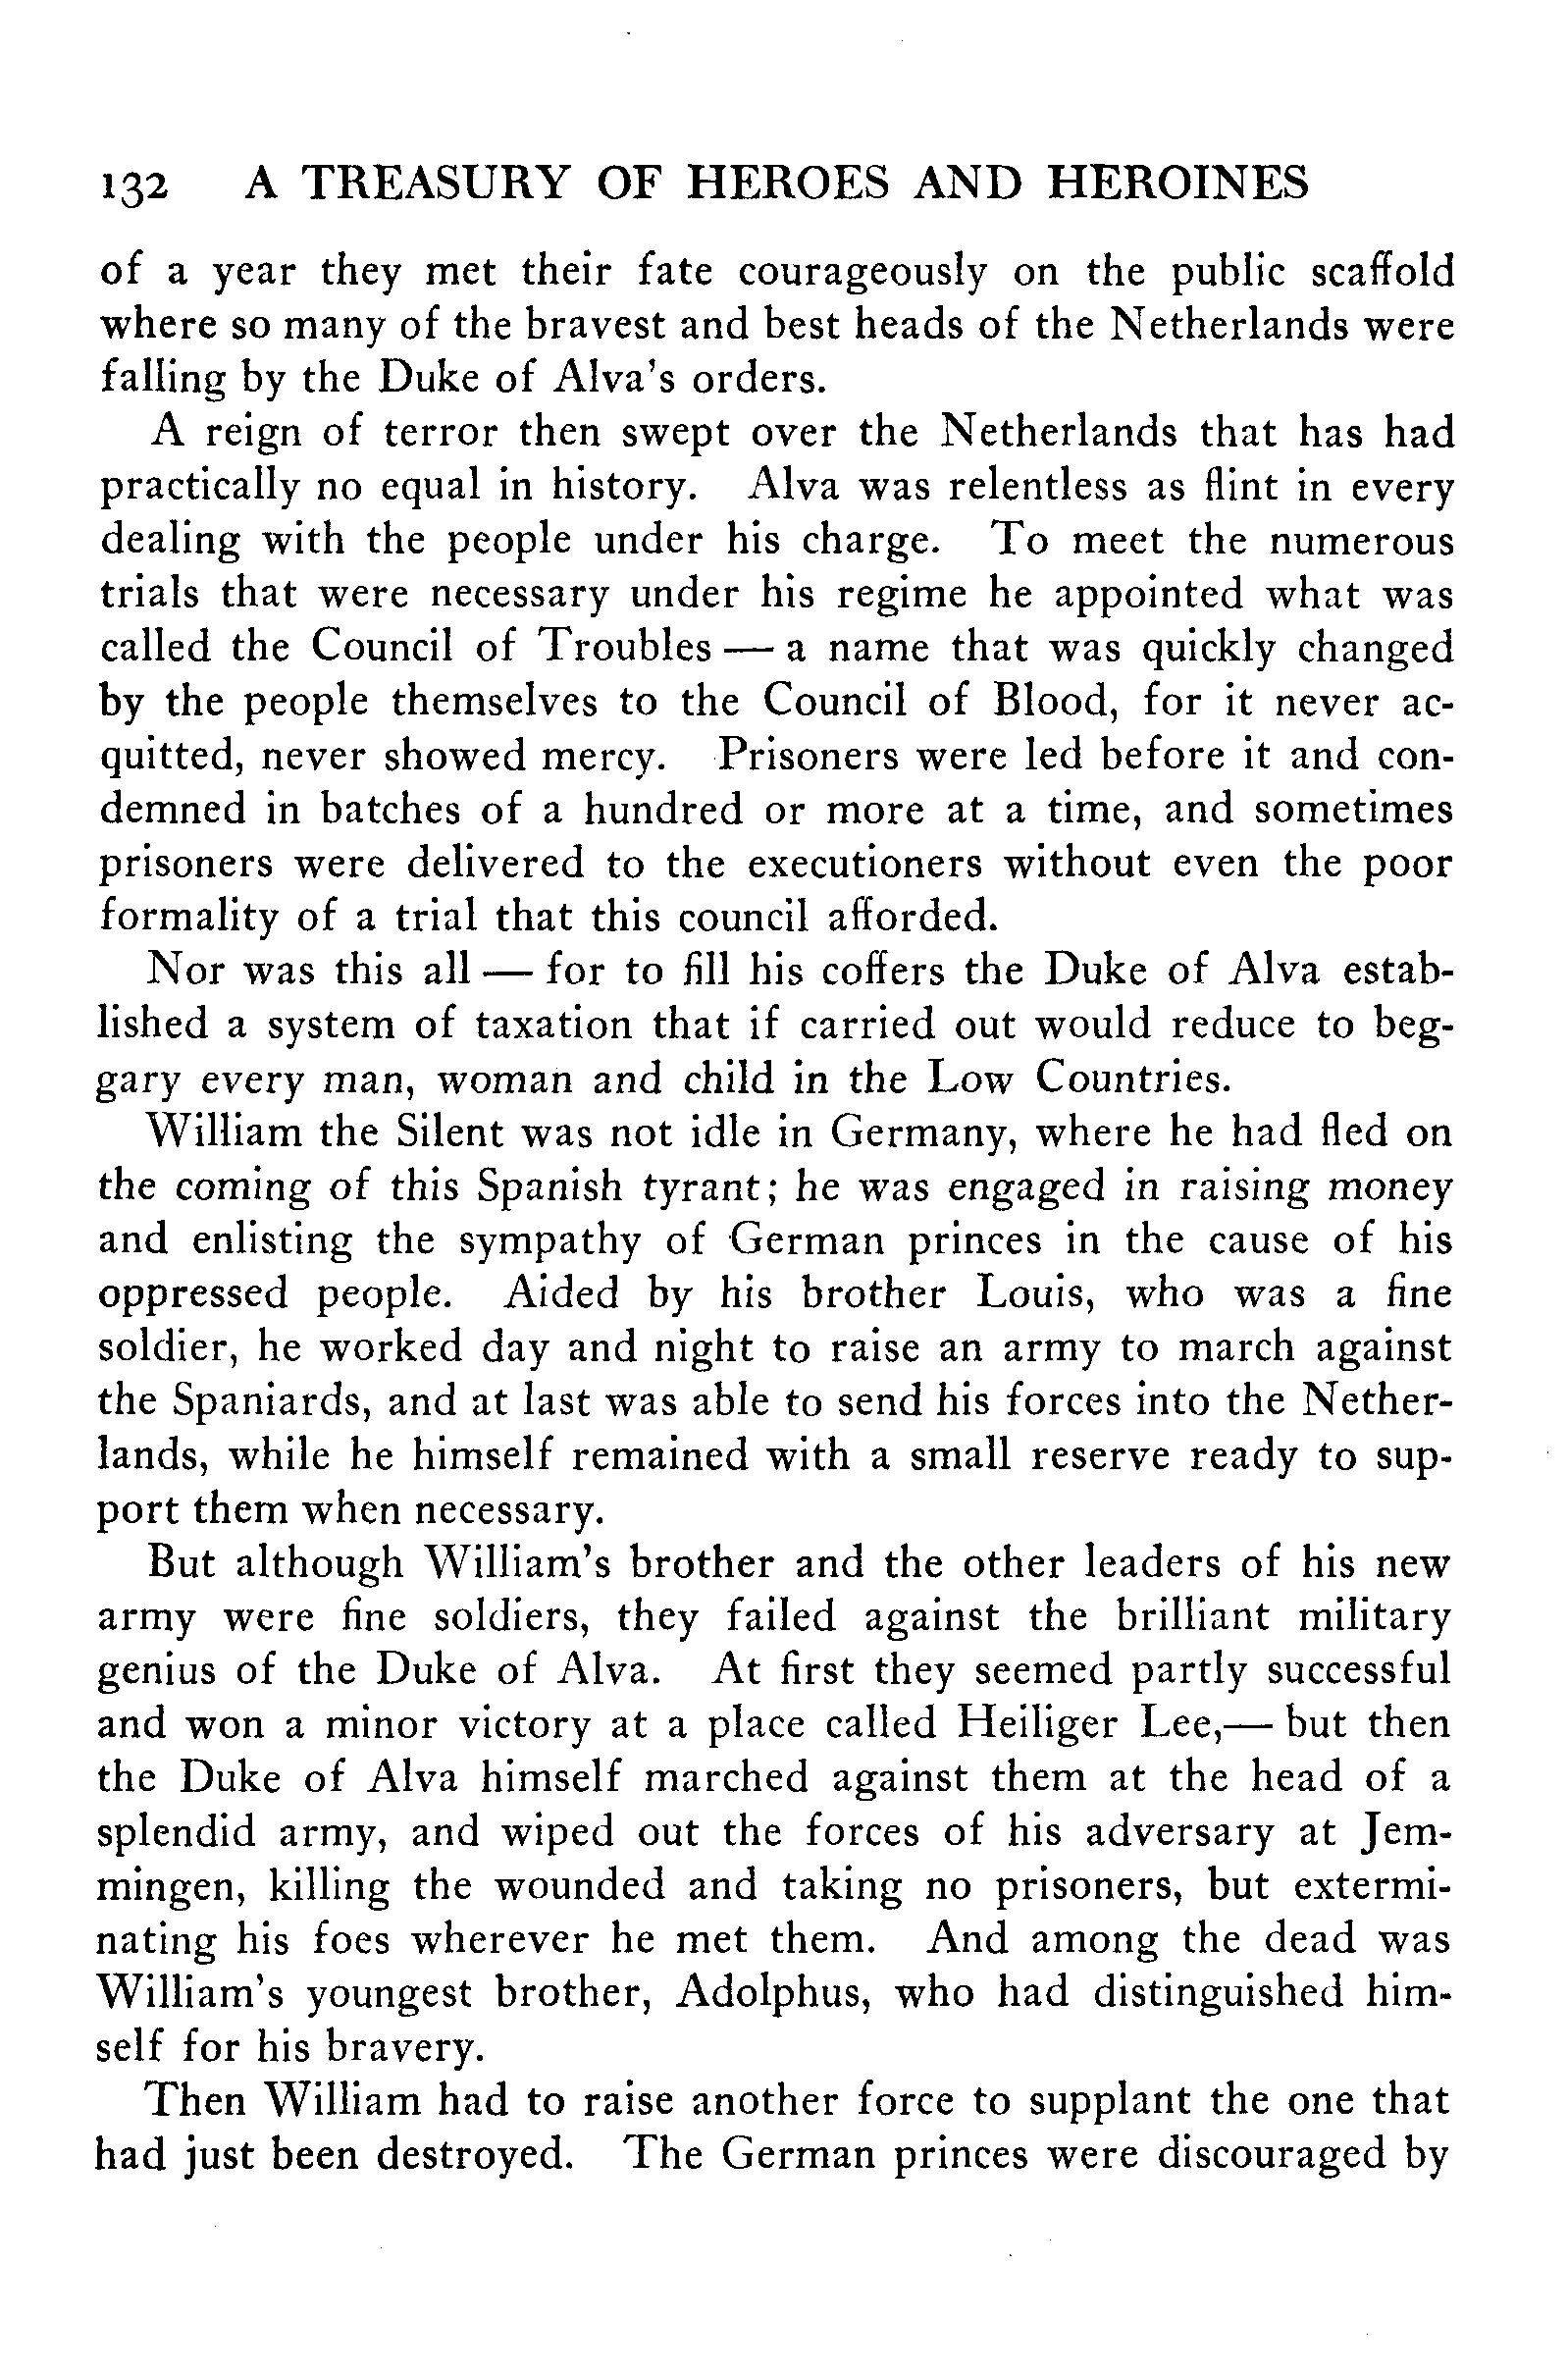 132 A TREASURY OF HEROES AND HEROINES
of a year they met their fate courageously on the public scaffold
where so many of the bravest and best heads of the Netherlands were
falling by the Duke of Alva's orders.
A reign of terror then swept over the Netherlands that has had
practically no equal in history. Alva was relentless as flint in every
dealing with the people under his charge. To meet the numerous
trials that were necessary under his regime he appointed what was
called the Council of Troubles — a name that was quickly changed
by the people themselves to the Council of Blood, for it never ac-
quitted, never showed mercy. Prisoners were led before it and con-
demned in batches of a hundred or more at a time, and sometimes
prisoners were delivered to the executioners without even the poor
formality of a trial that this council afforded.
Nor was this all — for to fill his coffers the Duke of Alva estab-
lished a system of taxation that if carried out would reduce to beg-
gary every man, woman and child in the Low Countries.
William the Silent was not idle in Germany, where he had fled on
the coming of this Spanish tyrant; he was engaged in raising money
and enlisting the sympathy of German princes in the cause of his
oppressed people. Aided by his brother Louis, who was a fine
soldier, he worked day and night to raise an army to march against
the Spaniards, and at last was able to send his forces into the Nether-
lands, while he himself remained with a small reserve ready to sup-
port them when necessary.
But although William's brother and the other leaders of his new
army were fine soldiers, they failed against the brilliant military
genius of the Duke of Alva. At first they seemed partly successful
and won a minor victory at a place called Heiliger Lee,— but then
the Duke of Alva himself marched against them at the head of a
splendid army, and wiped out the forces of his adversary at Jem-
mingen, killing the wounded and taking no prisoners, but extermi-
nating his foes wherever he met them. And among the dead was
William's youngest brother, Adolphus, who had distinguished him-
self for his bravery.
Then William had to raise another force to supplant the one that
had just been destroyed. The German princes were discouraged by